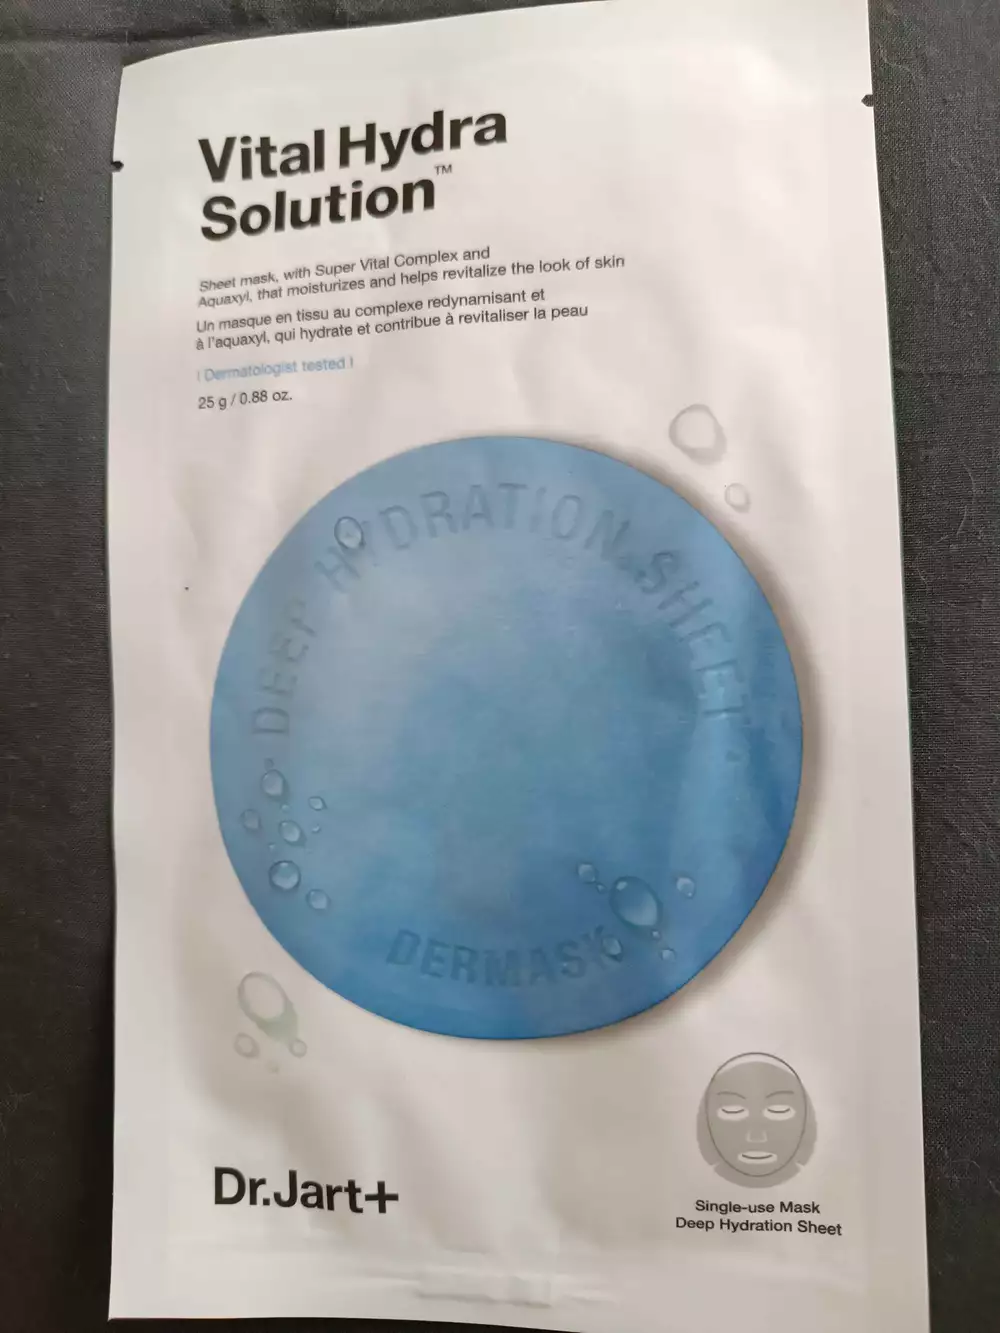 Vital Hydra
Solution™
Sheet mask, with Super Vital Complex and
Aquaxyl, that moisturizes and helps revitalize the look of skin
Un masque en tissu au complexe redynamisant et
à l'aquaxyl, qui hydrate et contribue à revitaliser la peau
| Dermatologist tested |
25 g / 0.88 oz.
• DEEP HYDRATION SHEET •
DERMASK
Dr.Jart+
Single-use Mask
Deep Hydration Sheet